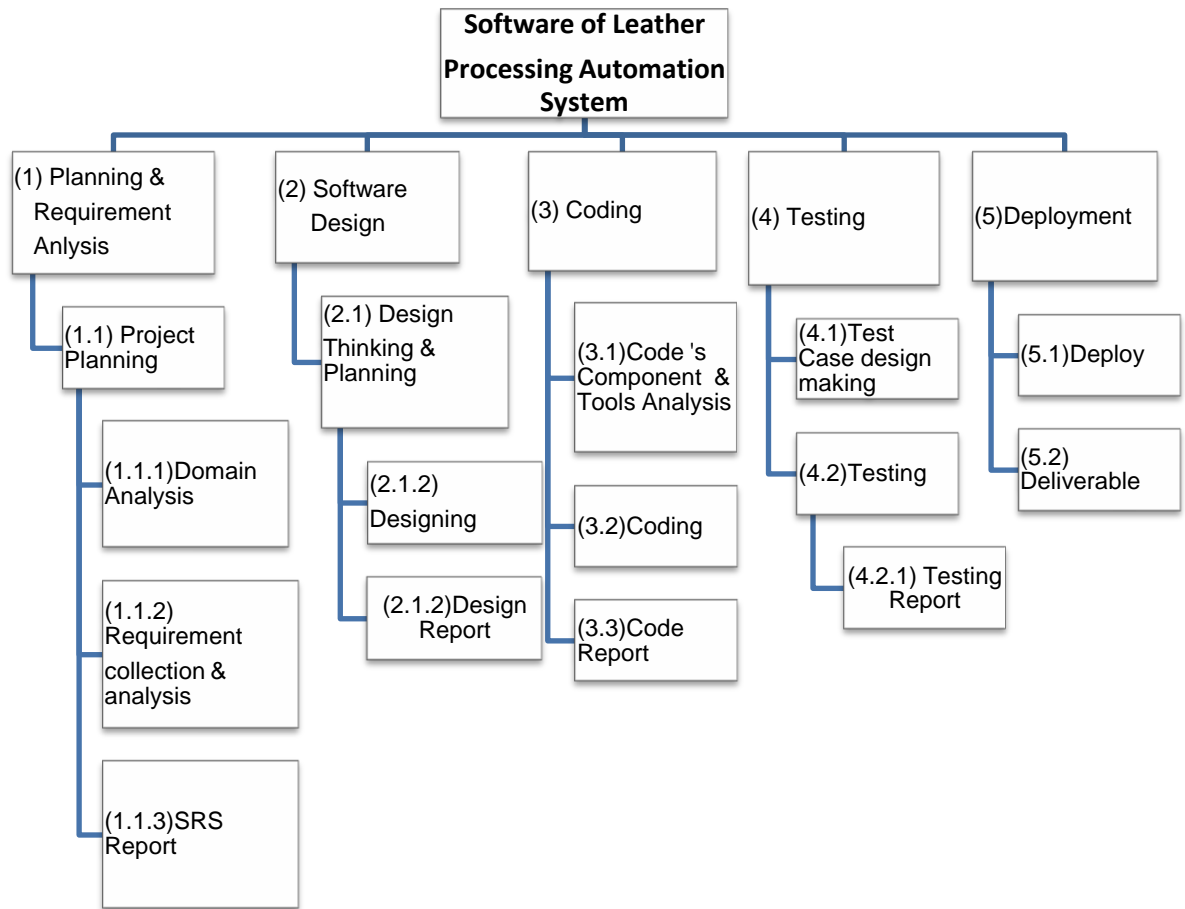 Software of Leather
Processing Automation
System
(1) Planning &
Requirement
Anlysis
(1.1) Project
Planning
(1.1.1)Domain
Analysis
(1.1.2)
Requirement
collection &
analysis
(1.1.3)SRS
Report
(2) Software
Design
(2.1) Design
Thinking &
Planning
(2.1.2)
Designing
(2.1.2)Design
Report
(3) Coding
(3.1)Code 's
Component & 
Tools Analysis
(3.2)Coding
(3.3)Code
Report
(4) Testing
(4.1)Test
Case design
making
(4.2)Testing
(4.2.1) Testing
Report
(5)Deployment
(5.1)Deploy
(5.2)
Deliverable